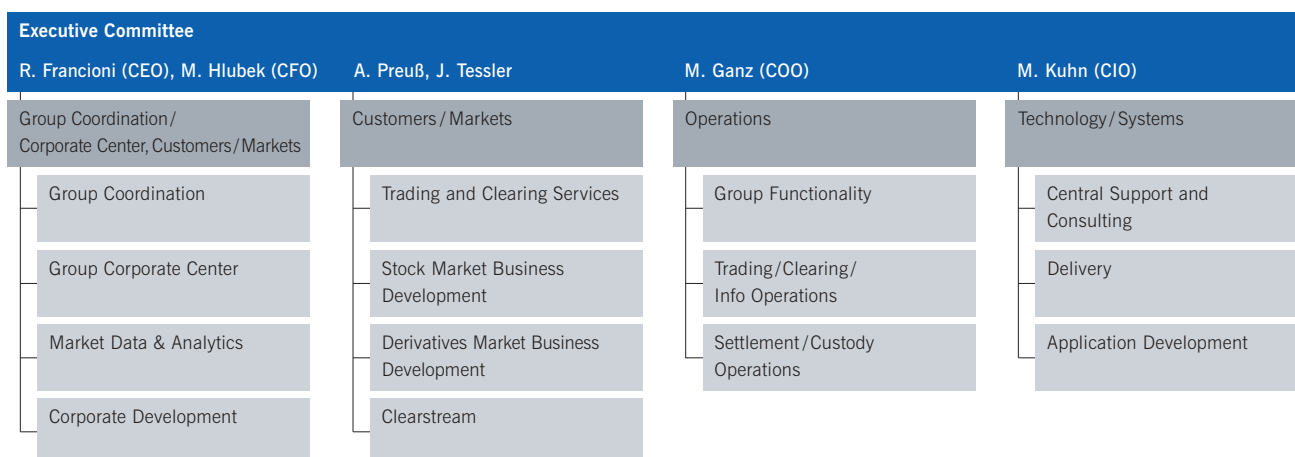 Executive Committee
R. Francioni (CEO), M. Hlubek (CFO)
A. Preuß, J. Tessler
M. Ganz (COO)
M. Kuhn (CIO)
Group Coordination/
Corporate Center, Customers/Markets
Customers/Markets
Operations
Technology/Systems
Group Coordination
Trading and Clearing Services
Group Functionality
Central Support and
Consulting
Group Corporate Center
Stock Market Business
Development
Trading/Clearing/
Info Operations
Delivery
Market Data & Analytics
Derivatives Market Business
Development
Settlement/Custody
Operations
Application Development
Corporate Development
Clearstream